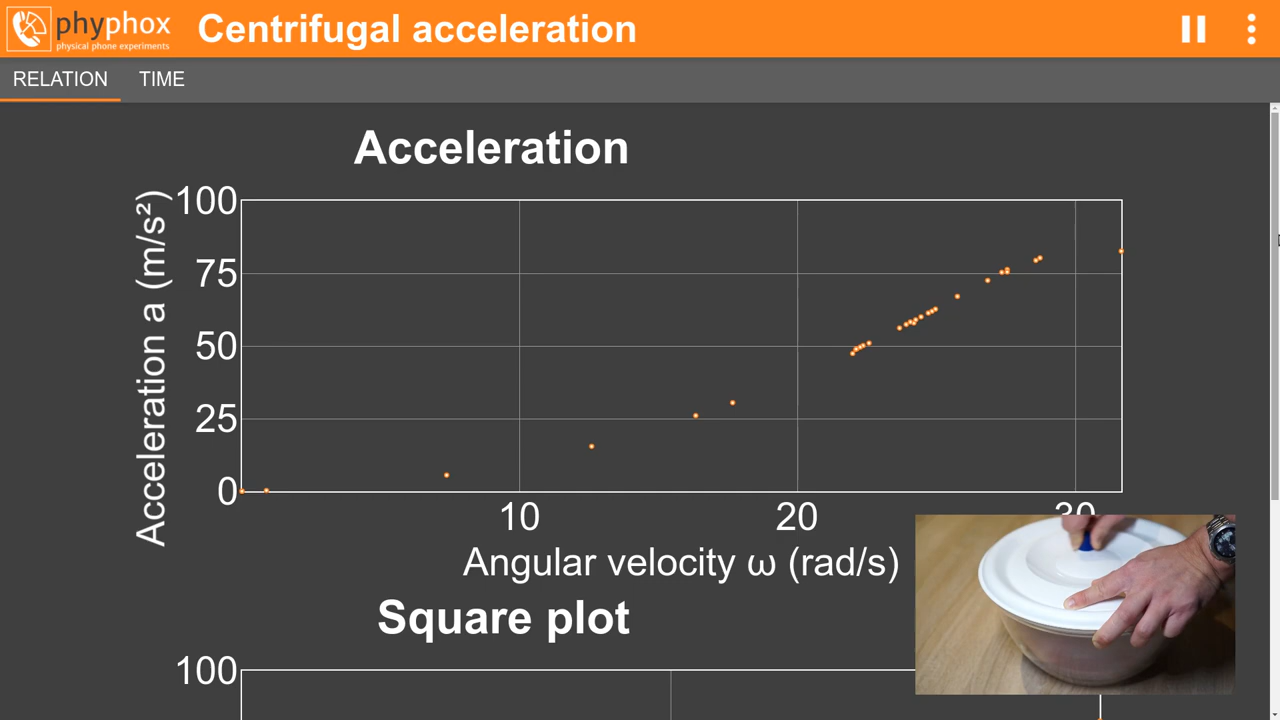 phyphox
physical phone experiments
Centrifugal acceleration
RELATION TIME
Acceleration
Acceleration a (m/s²)
100
75
50
25
0
10 20 30
Angular velocity ω (rad/s)
Square plot
100